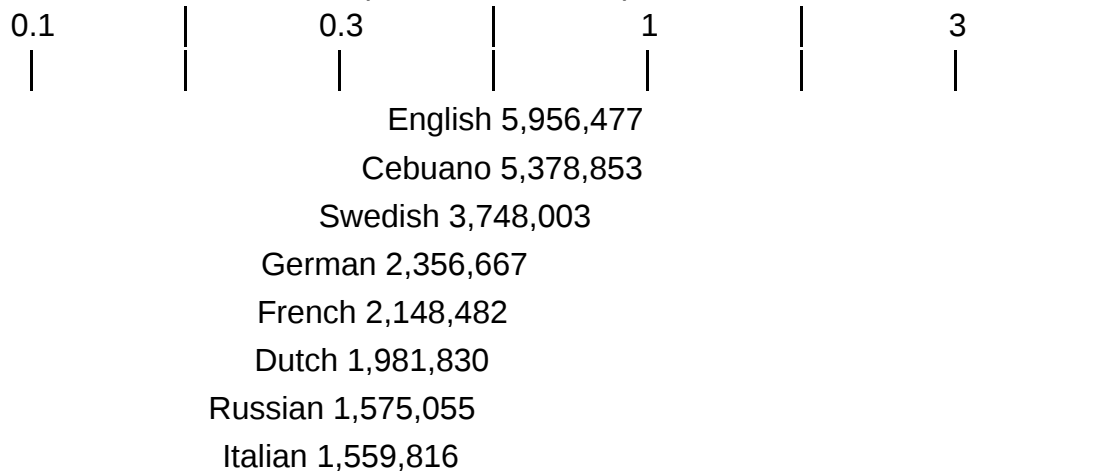 0.1 0.3 1 3
English 5,956,477
Cebuano 5,378,853
Swedish 3,748,003
German 2,356,667
French 2,148,482
Dutch 1,981,830
Russian 1,575,055
Italian 1,559,816